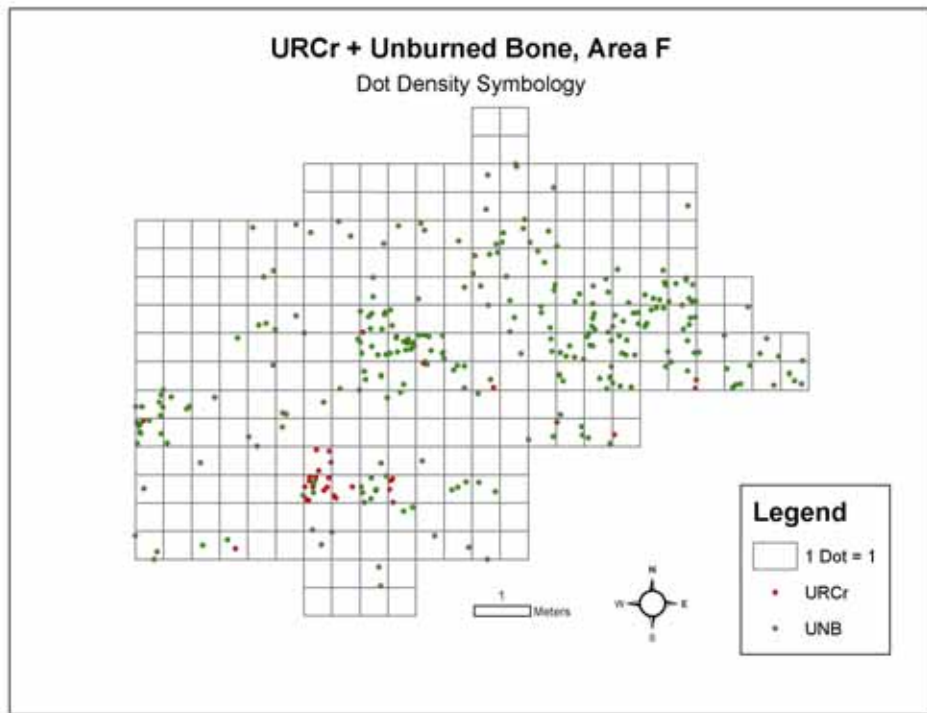 URCr + Unburned Bone, Area F
Dot Density Symbology
Legend
1 Dot = 1
URCr
UNB
1
Meters
N
W
E
S